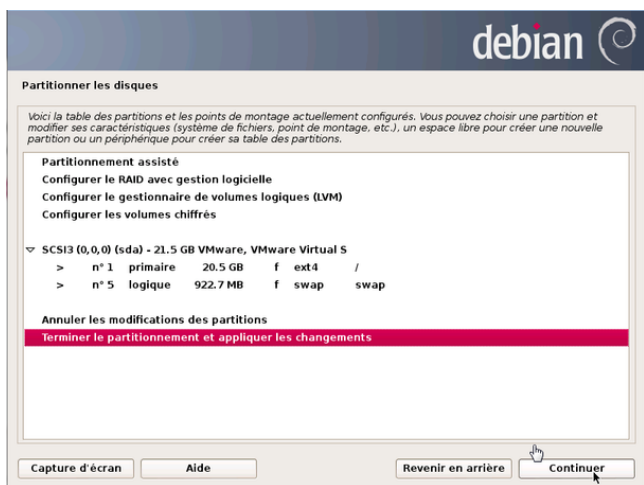 debian
Partitionner les disques
Voici la table des partitions et les points de montage actuellement configurés. Vous pouvez choisir une partition et
modifier ses caractéristiques (système de fichiers, point de montage, etc.), un espace libre pour créer une nouvelle
partition ou un périphérique pour créer sa table des partitions.
Partitionnement assisté
Configurer le RAID avec gestion logicielle
Configurer le gestionnaire de volumes logiques (LVM)
Configurer les volumes chiffrés
SCSI3 (0,0,0) (sda) - 21.5 GB VMware, VMware Virtual S
> n° 1 primaire 20.5 GB f ext4 /
> n° 5 logique 922.7 MB f swap swap
Annuler les modifications des partitions
Terminer le partitionnement et appliquer les changements
Capture d'écran Aide Revenir en arrière Continuer